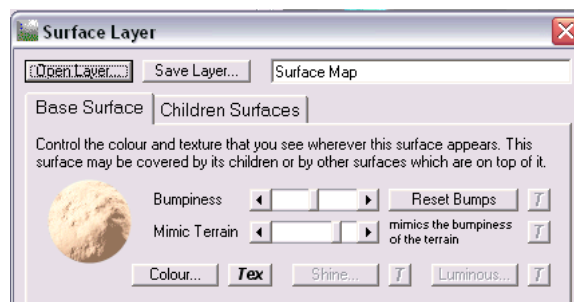 Surface Layer
Open Layer... Save Layer... Surface Map
Base Surface Children Surfaces
Control the colour and texture that you see wherever this surface appears. This
surface may be covered by its children or by other surfaces which are on top of it.
Bumpiness Reset Bumps T
Mimic Terrain mimics the bumpiness
of the terrain T
Colour... Tex Shine... T Luminous... T